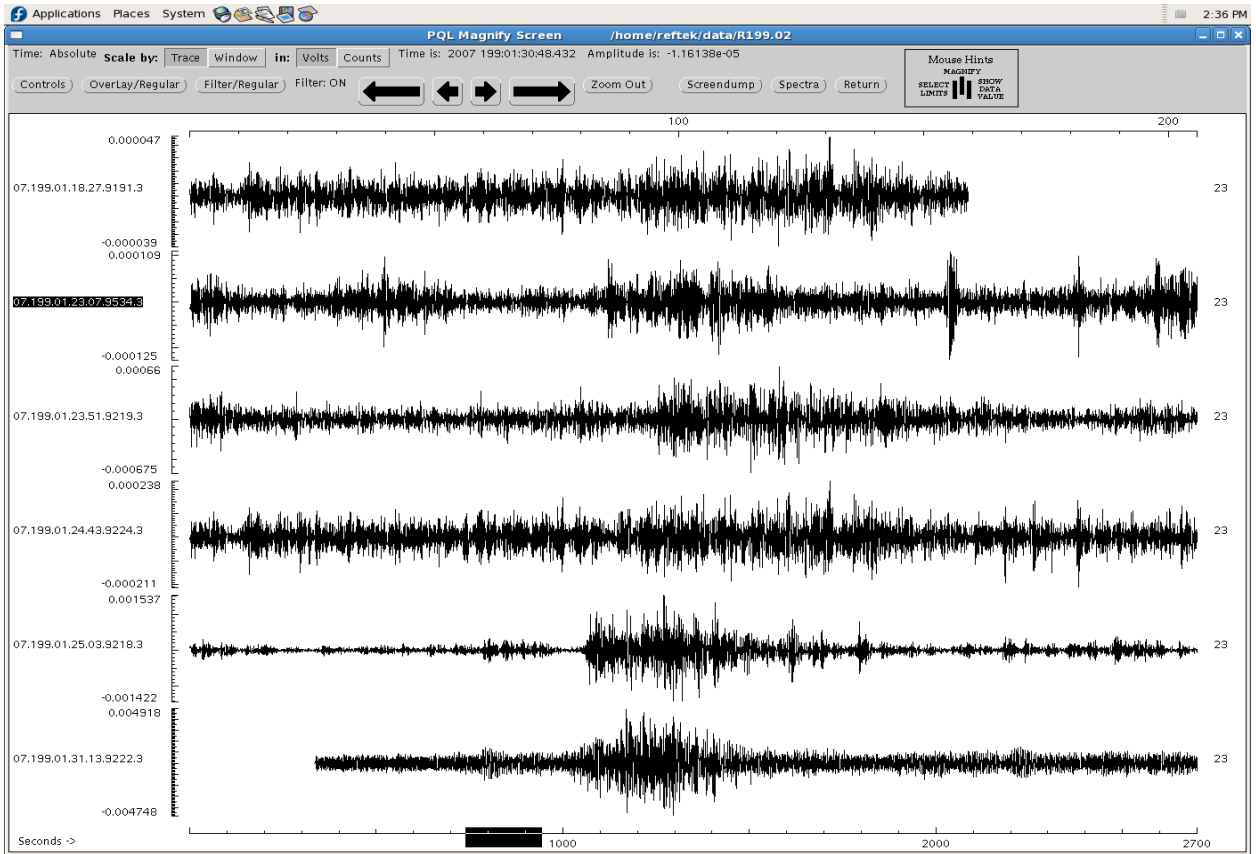 Applications Places System 2:36 PM
PQL Magnify Screen /home/reftek/data/R199.02
Time: Absolute Scale by: Trace Window in: Volts Counts Time is: 2007 199:01:30:48.432 Amplitude is: -1.16138e-05
Controls OverLay/Regular Filter/Regular Filter: ON Zoom Out Screendump Spectra Return
Mouse Hints
MAGNIFY
SELECT LIMITS
SHOW DATA VALUE
100 200
0.000047
07.199.01.18.27.9191.3 23
-0.000039
0.000109
07.199.01.23.07.9534.3 23
-0.000125
0.00066
07.199.01.23.51.9219.3 23
-0.000675
0.000238
07.199.01.24.43.9224.3 23
-0.000211
0.001537
07.199.01.25.03.9218.3 23
-0.001422
0.004918
07.199.01.31.13.9222.3 23
-0.004748
Seconds -> 1000 2000 2700